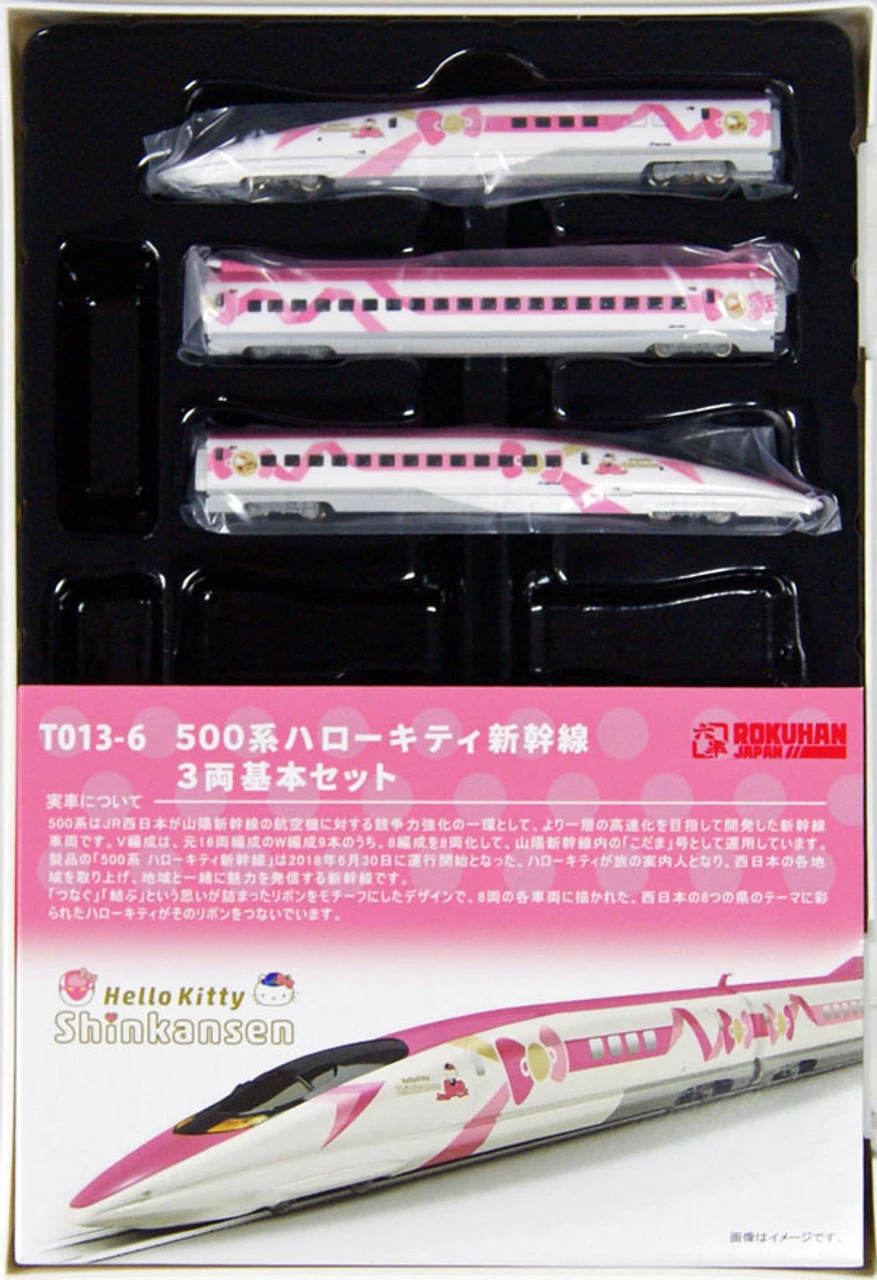 T013-6 500系ハローキティ新幹線
3両基本セット
六半
ROKUHAN
JAPAN
実車について
500系はJR西日本が山陽新幹線の航空機に対する競争力強化の一環として、より一層の高速化を目指して開発した新幹線
車両です。V編成は、元16両編成のW編成9本のうち、8編成を8両化して、山陽新幹線内の「こだま」号として運用しています。
製品の「500系 ハローキティ新幹線」は2018年6月30日に運行開始となった、ハローキティが旅の案内人となり、西日本の各地
域を取り上げ、地域と一緒に魅力を発信する新幹線です。
「つなぐ」「結ぶ」という思いが詰まったリボンをモチーフにしたデザインで、8両の各車両に描かれた、西日本の8つの県のテーマに彩
られたハローキティがそのリボンをつないでいます。
Hello Kitty
Shinkansen
画像はイメージです。